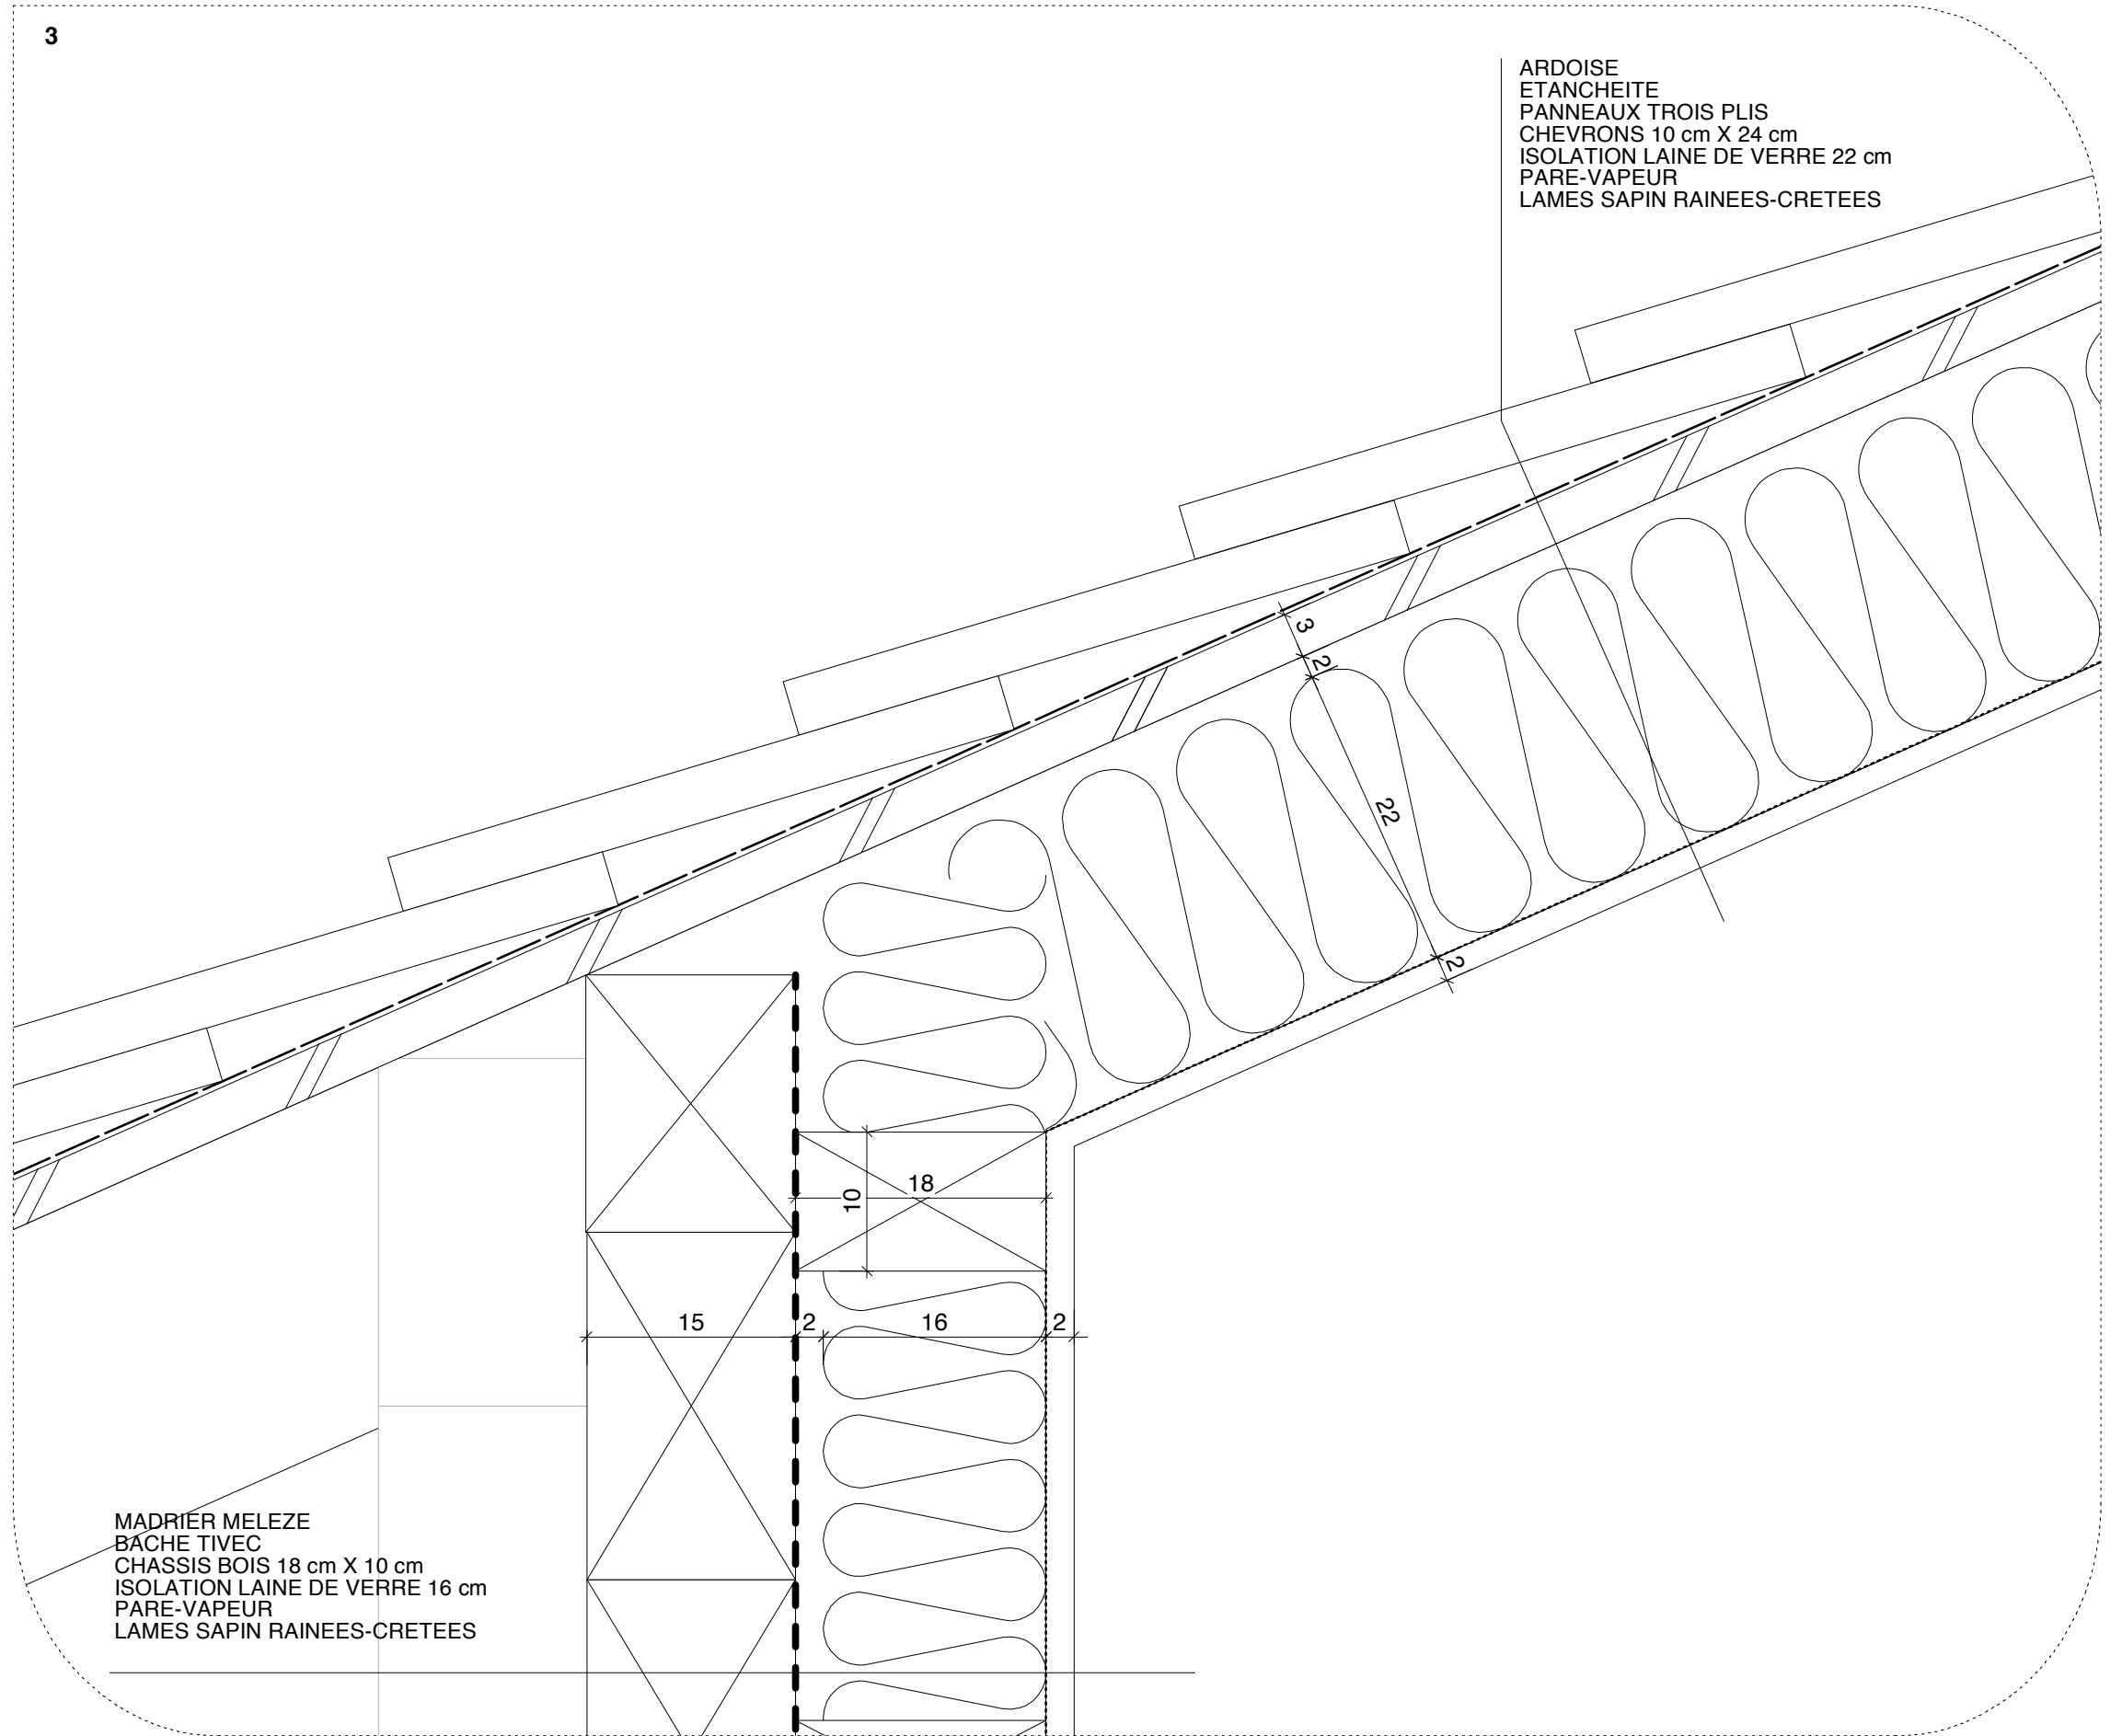 3
ARDOISE
ETANCHEITE
PANNEAUX TROIS PLIS
CHEVRONS 10 cm X 24 cm
ISOLATION LAINE DE VERRE 22 cm
PARE-VAPEUR
LAMES SAPIN RAINEES-CRETEES
3
2
22
2
18
10
15 2 16 2
MADRIER MELEZE
BACHE TIVEC
CHASSIS BOIS 18 cm X 10 cm
ISOLATION LAINE DE VERRE 16 cm
PARE-VAPEUR
LAMES SAPIN RAINEES-CRETEES